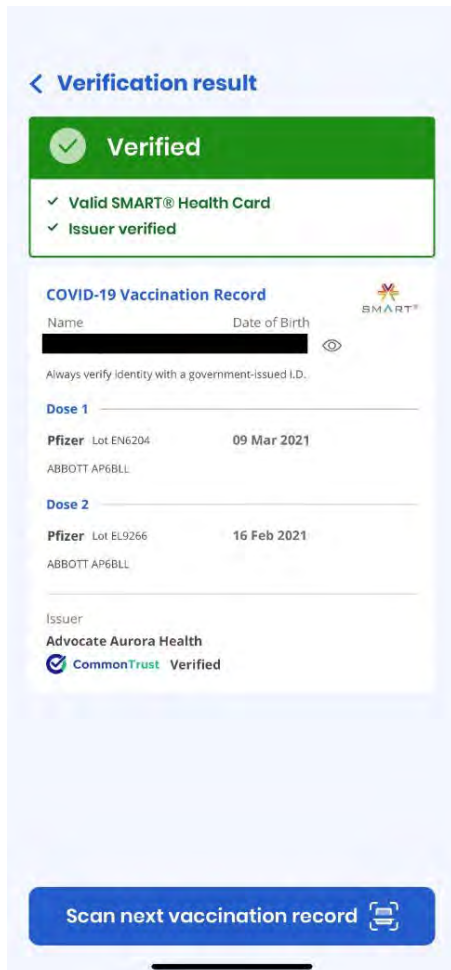 Verification result
Verified
Valid SMART® Health Card
Issuer verified
COVID-19 Vaccination Record
SMART®
Name Date of Birth
Always verify identity with a government-issued I.D.
Dose 1
Pfizer Lot EN6204 09 Mar 2021
ABBOTT AP6BLL
Dose 2
Pfizer Lot EL9266 16 Feb 2021
ABBOTT AP6BLL
Issuer
Advocate Aurora Health
CommonTrust Verified
Scan next vaccination record